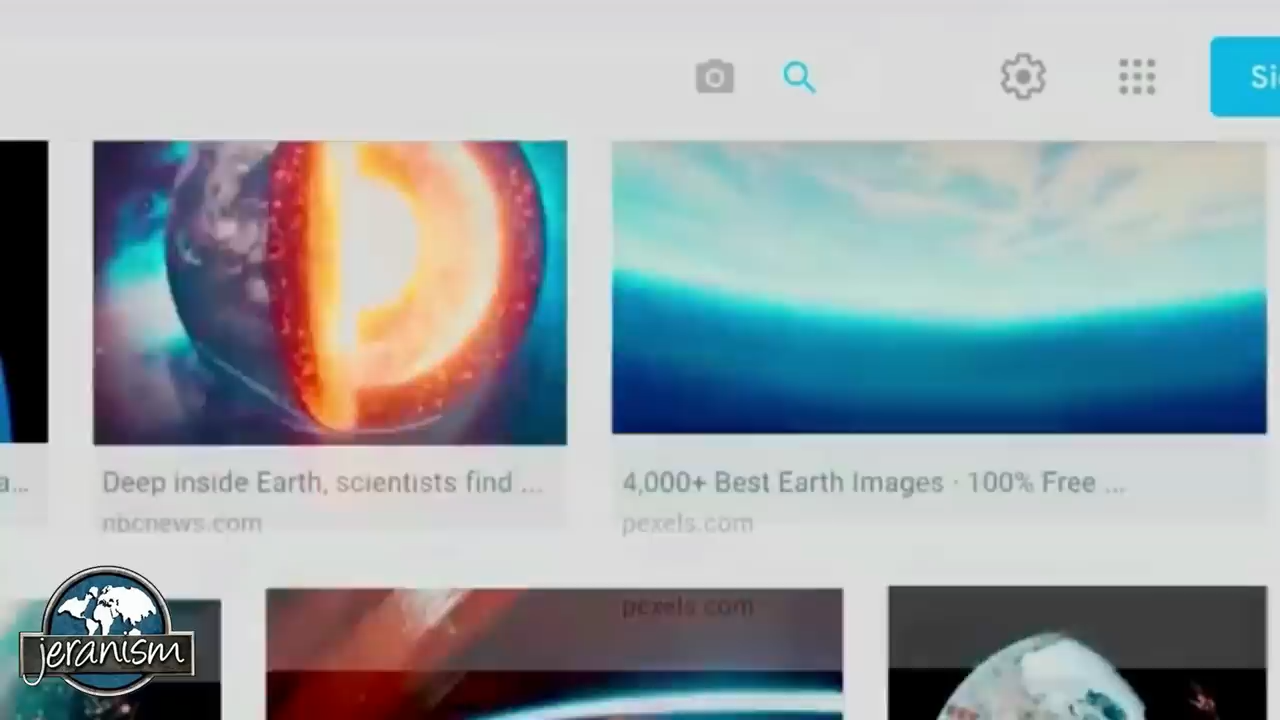 Si
a...
Deep inside Earth, scientists find ...
nbcnews.com
4,000+ Best Earth Images · 100% Free ...
pexels.com
pexels.com
jeranism